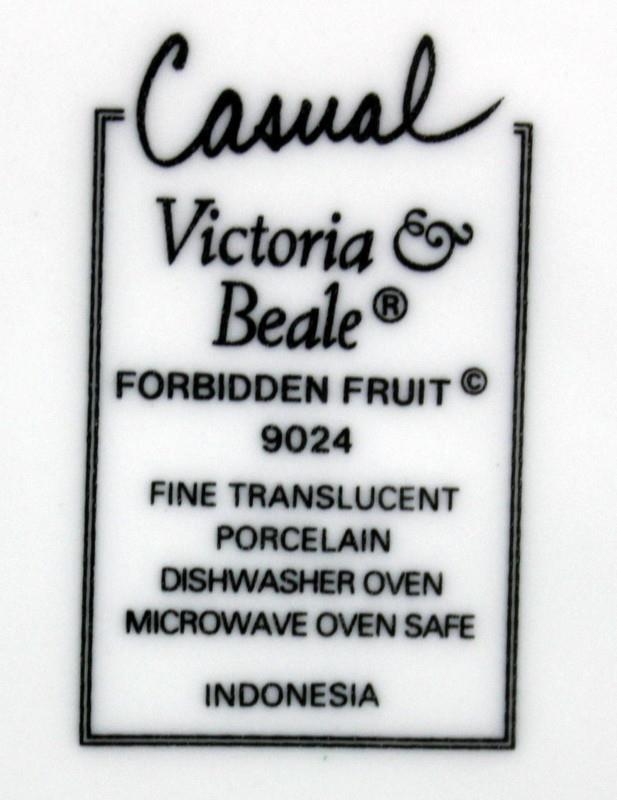 Casual
Victoria &
Beale®
FORBIDDEN FRUIT ©
9024
FINE TRANSLUCENT
PORCELAIN
DISHWASHER OVEN
MICROWAVE OVEN SAFE
INDONESIA